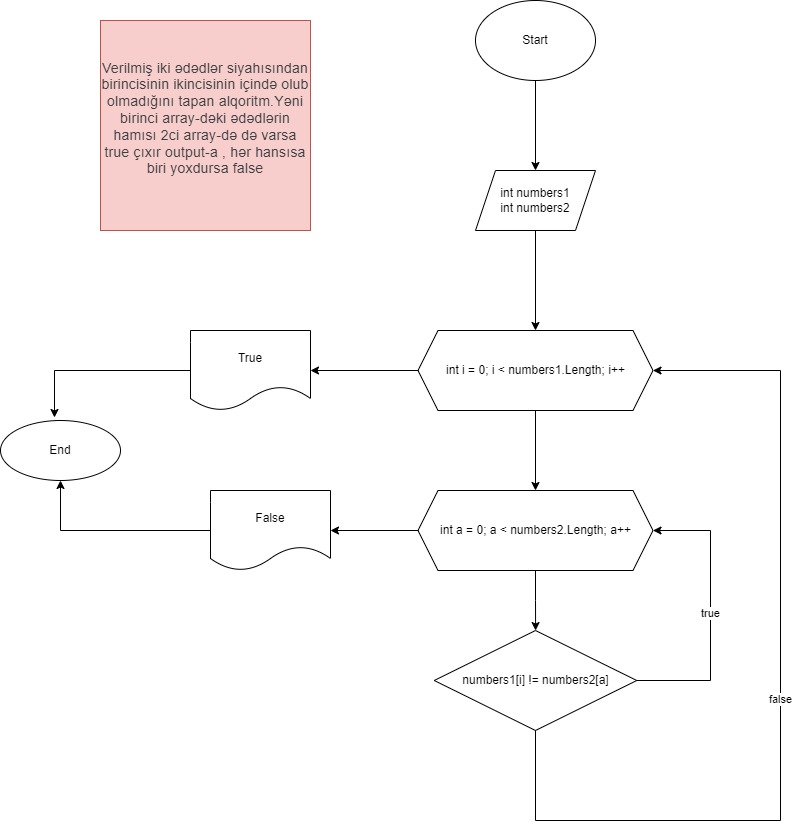 Verilmiş iki ədədlər siyahısından
birincisinin ikincisinin içində olub
olmadığını tapan alqoritm.Yəni
birinci array-dəki ədədlərin
hamısı 2ci array-də də varsa
true çıxır output-a , hər hansısa
biri yoxdursa false
Start
int numbers1
int numbers2
True
int i = 0; i < numbers1.Length; i++
End
False
int a = 0; a < numbers2.Length; a++
true
numbers1[i] != numbers2[a]
false